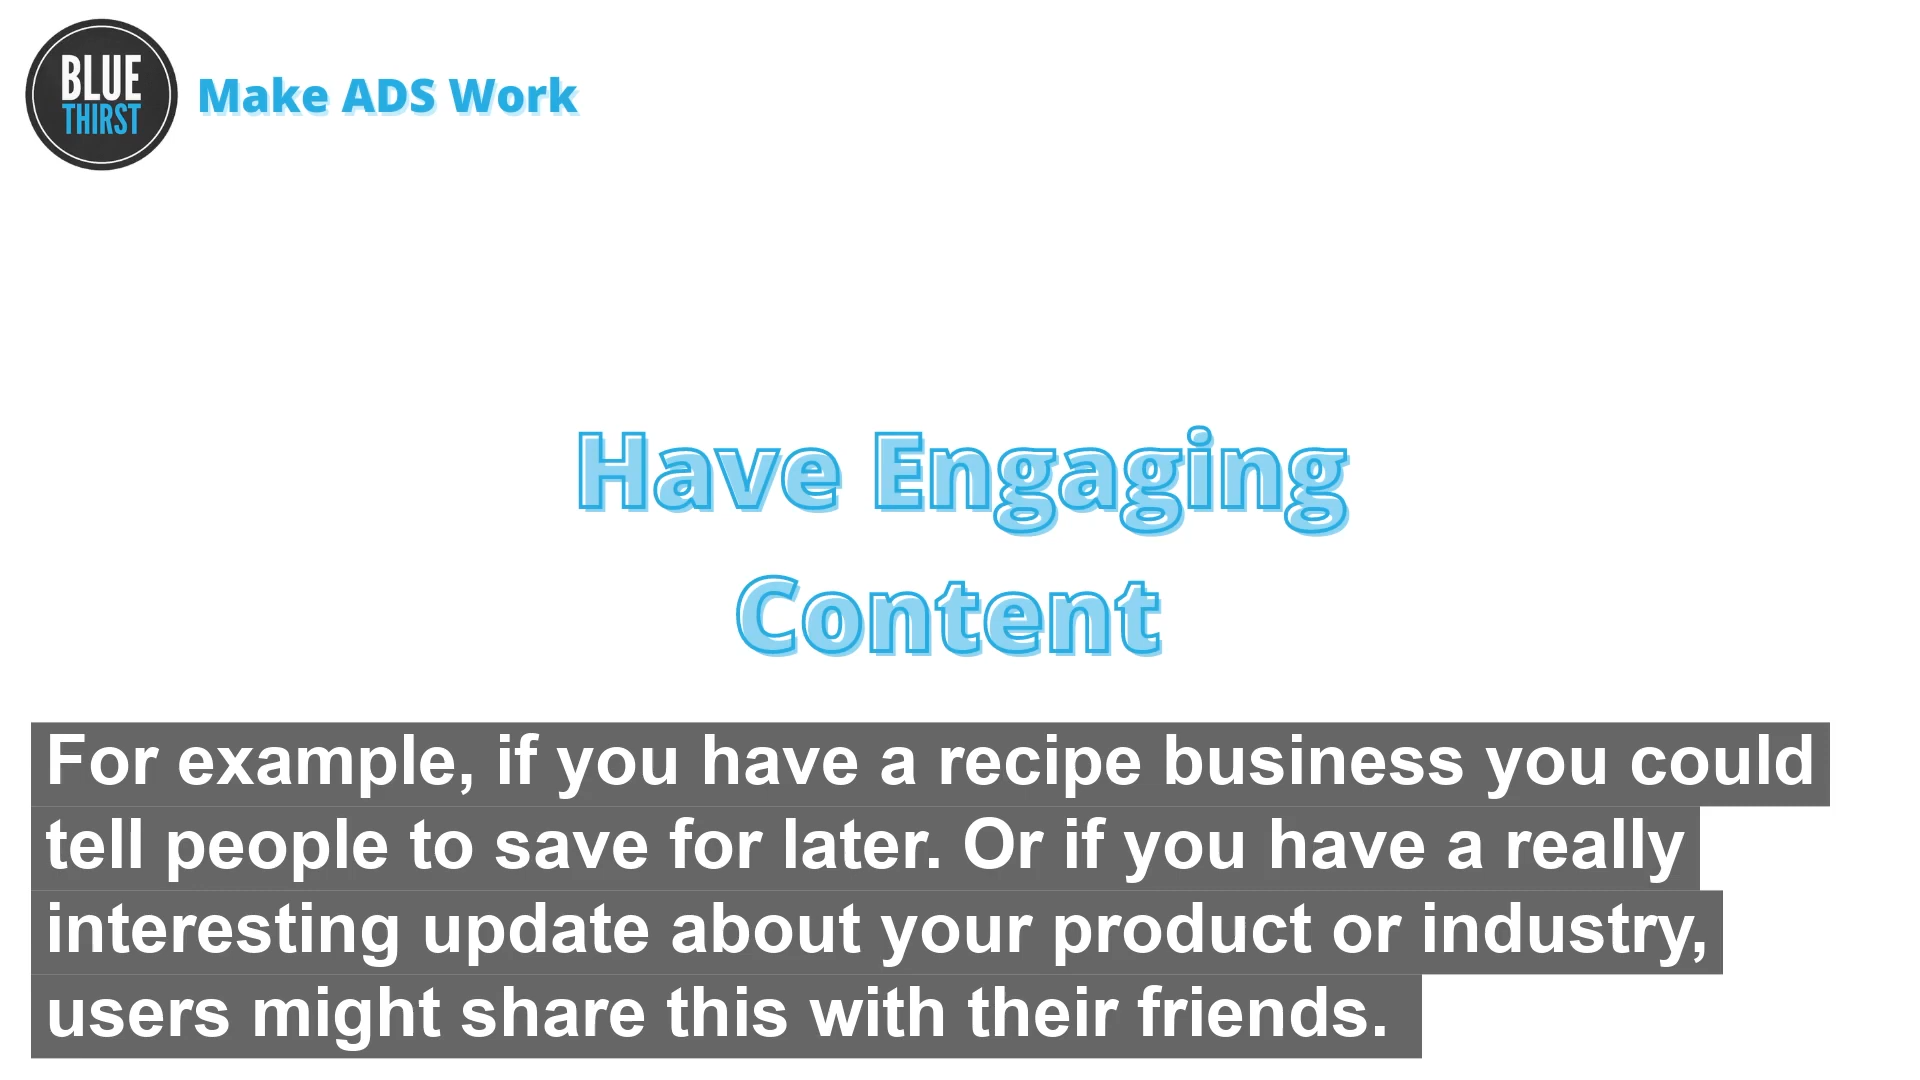 BLUE
THIRST
Make ADS Work
Have Engaging
Content
For example, if you have a recipe business you could
tell people to save for later. Or if you have a really
interesting update about your product or industry,
users might share this with their friends.